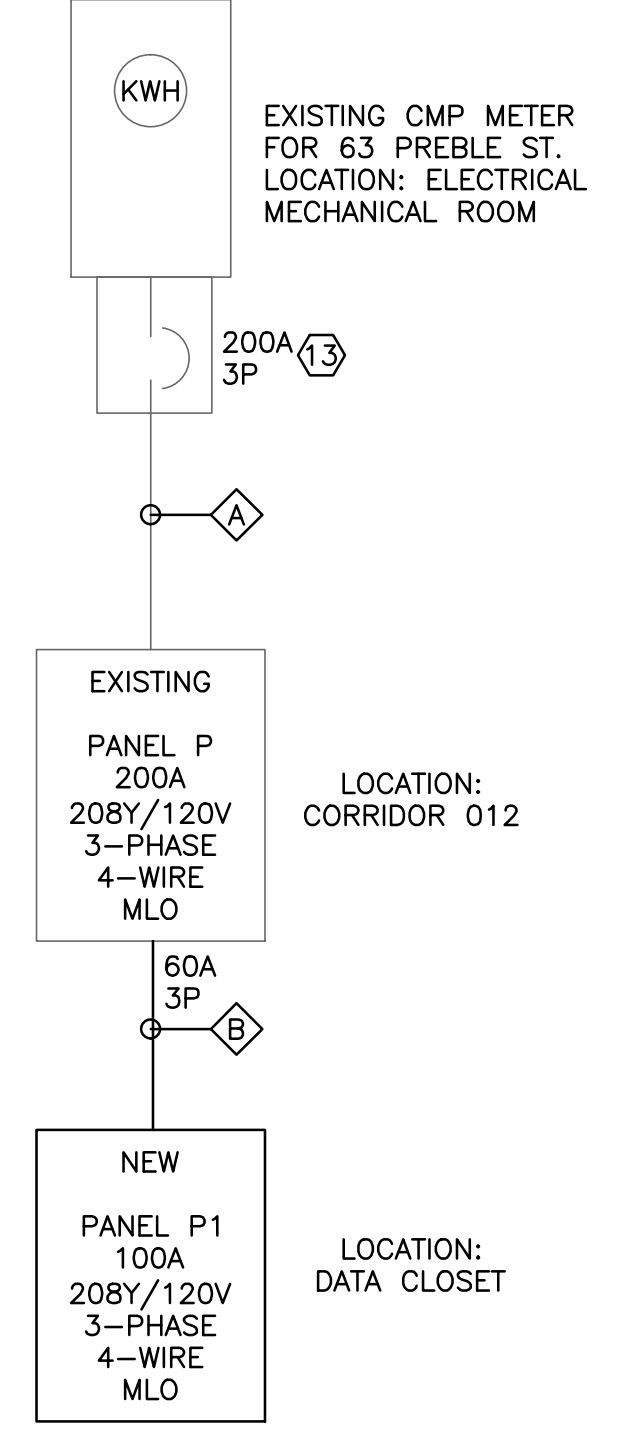 KWH
EXISTING CMP METER
FOR 63 PREBLE ST.
LOCATION: ELECTRICAL
MECHANICAL ROOM
200A
3P
13
A
EXISTING
PANEL P
200A
208Y/120V
3-PHASE
4-WIRE
MLO
LOCATION:
CORRIDOR 012
60A
3P
B
NEW
PANEL P1
100A
208Y/120V
3-PHASE
4-WIRE
MLO
LOCATION:
DATA CLOSET